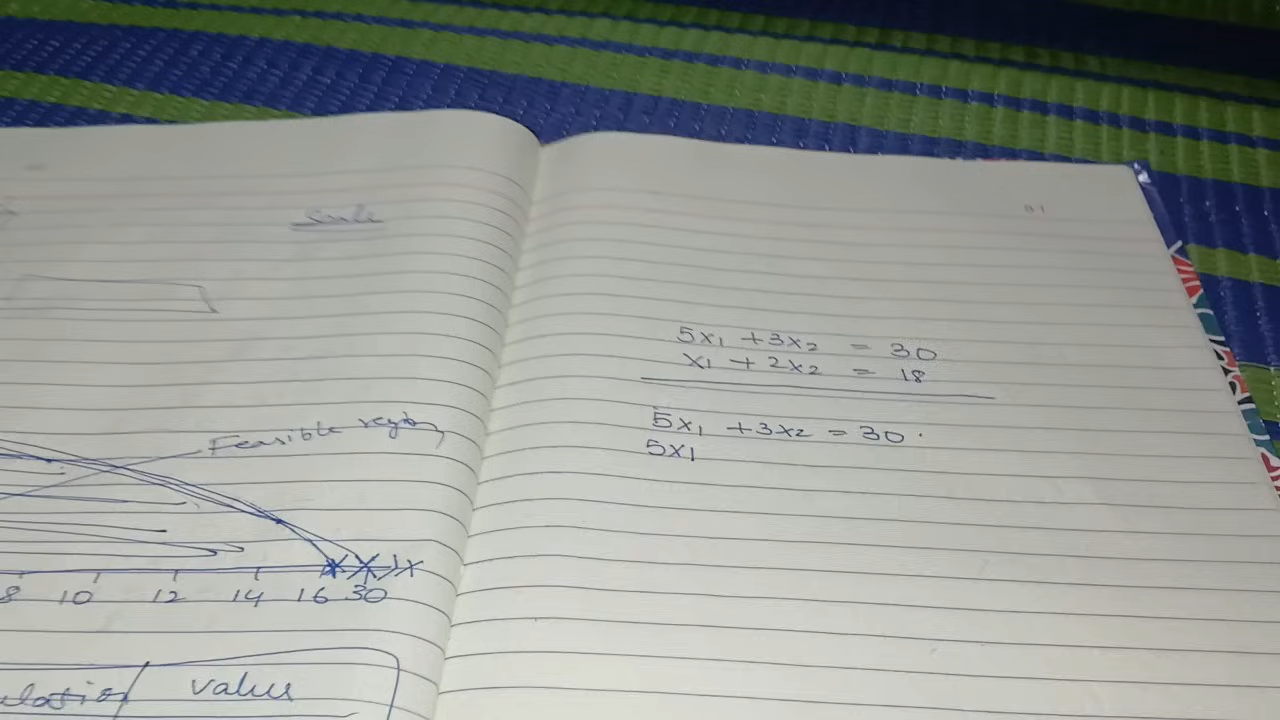 Scale
Feasible region
8 10 12 14 16 30
x
value
5x₁ + 3x₂ = 30
x₁ + 2x₂ = 18
5x₁ + 3x₂ = 30
5x₁